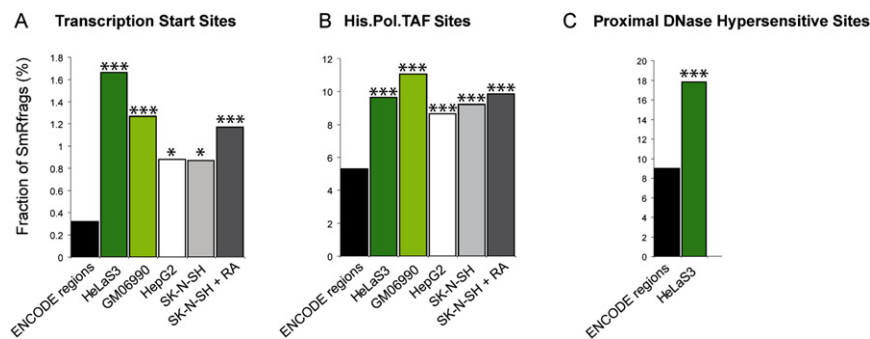 A Transcription Start Sites
Fraction of SmRfrags (%)
1.8
1.6
1.4
1.2
1
0.8
0.6
0.4
0.2
0
***
***
*
*
***
ENCODE regions
HeLaS3
GM06990
HepG2
SK-N-SH
SK-N-SH + RA
B His.Pol.TAF Sites
12
10
8
6
4
2
0
***
***
***
***
***
ENCODE regions
HeLaS3
GM06990
HepG2
SK-N-SH
SK-N-SH + RA
C Proximal DNase Hypersensitive Sites
20
18
16
14
12
10
8
6
4
2
0
***
ENCODE regions
HeLaS3